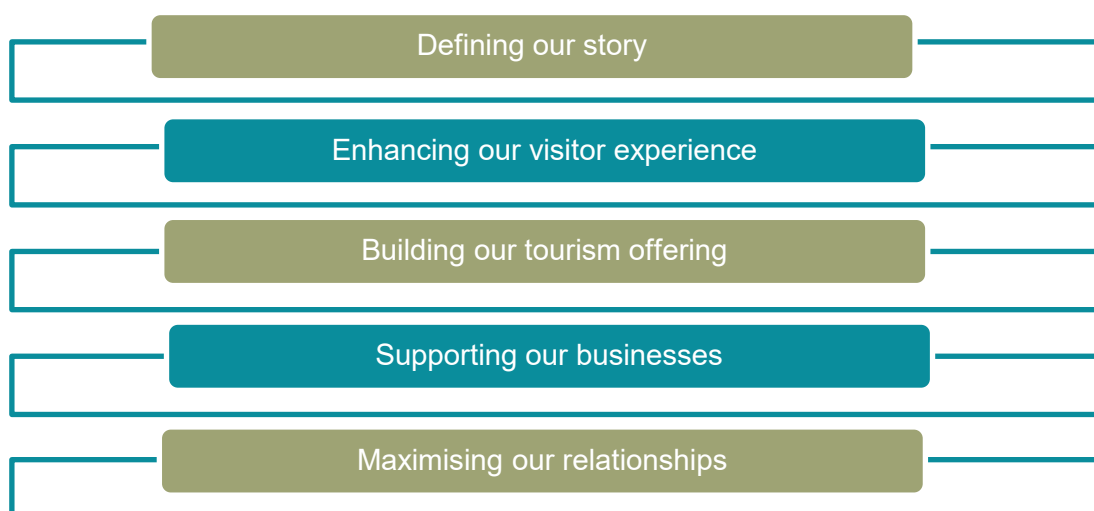 Defining our story
Enhancing our visitor experience
Building our tourism offering
Supporting our businesses
Maximising our relationships